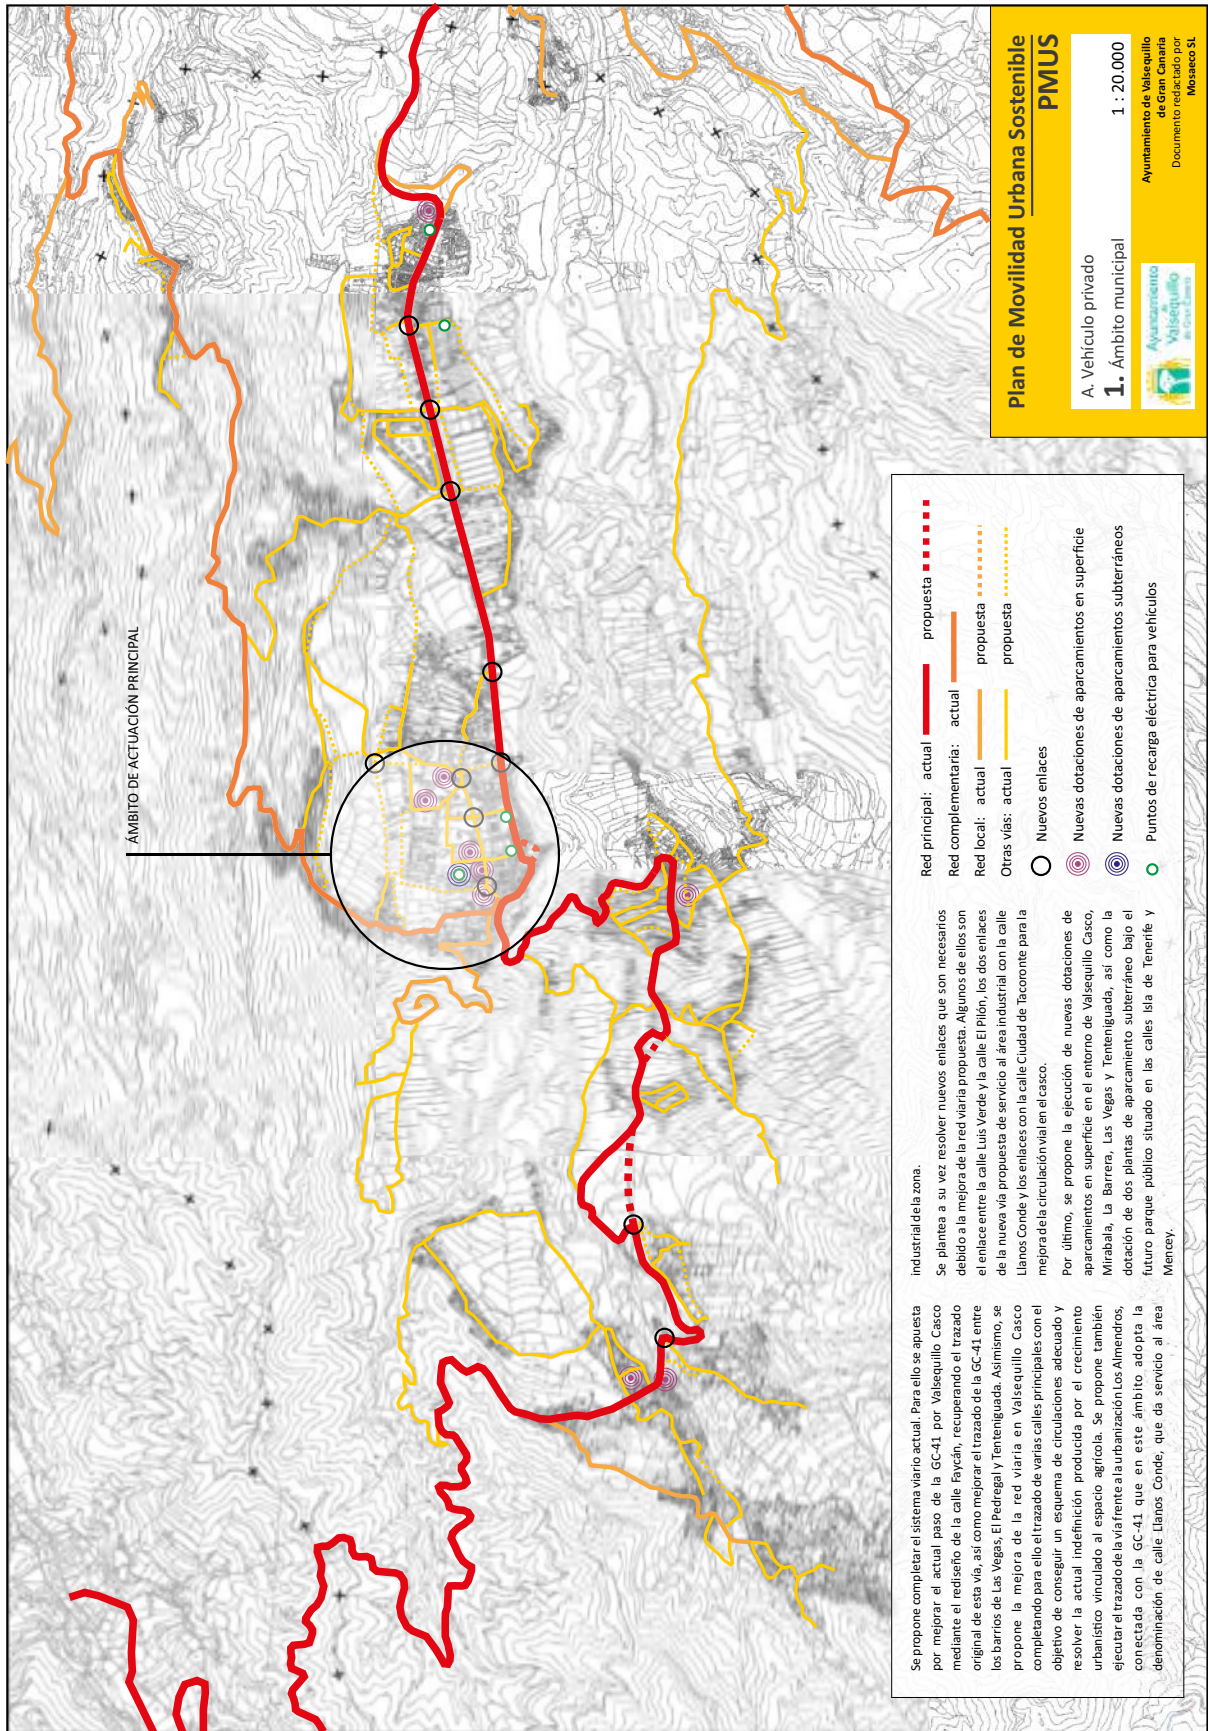 ÁMBITO DE ACTUACIÓN PRINCIPAL
Se propone completar el sistema viario actual. Para ello se apuesta
por mejorar el actual paso de la GC-41 por Valsequillo Casco
mediante el rediseño de la calle Faycán, recuperando el trazado
original de esta vía, así como mejorar el trazado de la GC-41 entre
los barrios de Las Vegas, El Pedregal y Tenteniguada. Asimismo, se
propone la mejora de la red viaria en Valsequillo Casco
completando para ello el trazado de varias calles principales con el
objetivo de conseguir un esquema de circulaciones adecuado y
resolver la actual indefinición producida por el crecimiento
urbanístico vinculado al espacio agrícola. Se propone también
ejecutar el trazado de la vía frente a la urbanización Los Almendros,
conectada con la GC-41 que en este ámbito adopta la
denominación de calle Llanos Conde, que da servicio al área
industrial de la zona.
Se plantea a su vez resolver nuevos enlaces que son necesarios
debido a la mejora de la red viaria propuesta. Algunos de ellos son
el enlace entre la calle Luis Verde y la calle El Pilón, los dos enlaces
de la nueva vía propuesta de servicio al área industrial con la calle
Llanos Conde y los enlaces con la calle Ciudad de Tacoronte para la
mejora de la circulación vial en el casco.
Por último, se propone la ejecución de nuevas dotaciones de
aparcamientos en superficie en el entorno de Valsequillo Casco,
Mirabala, La Barrera, Las Vegas y Tenteniguada, así como la
dotación de dos plantas de aparcamiento subterráneo bajo el
futuro parque público situado en las calles Isla de Tenerife y
Mencey.
Red principal: actual propuesta
Red complementaria: actual
Red local: actual propuesta
Otras vías: actual propuesta
Nuevos enlaces
Nuevas dotaciones de aparcamientos en superficie
Nuevas dotaciones de aparcamientos subterráneos
Puntos de recarga eléctrica para vehículos
Plan de Movilidad Urbana Sostenible
PMUS
A. Vehículo privado
1. Ámbito municipal 1 : 20.000
Ayuntamiento
de
Valsequillo
de Gran Canaria
Ayuntamiento de Valsequillo
de Gran Canaria
Documento redactado por
Mosaeco SL